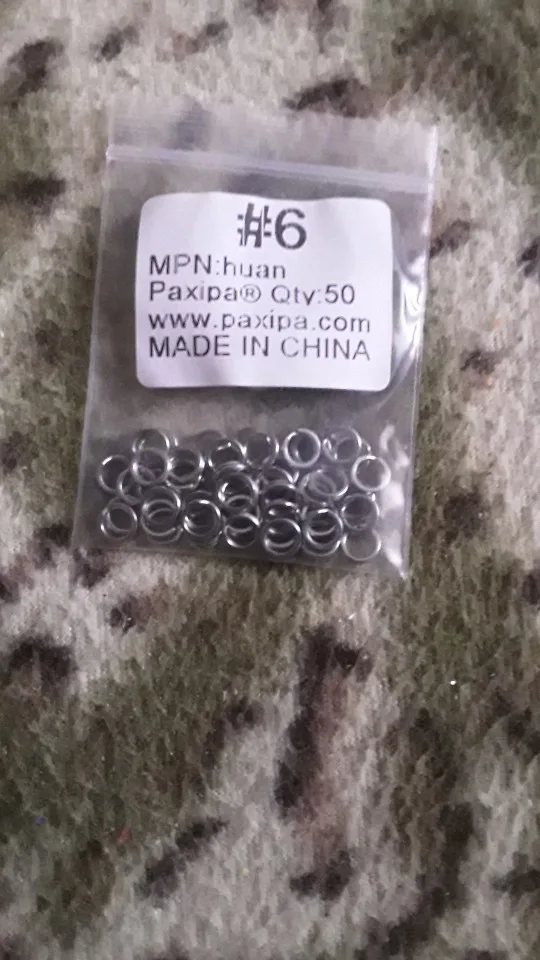 #6
MPN:huan
Paxipa® Qty:50
www.paxipa.com
MADE IN CHINA